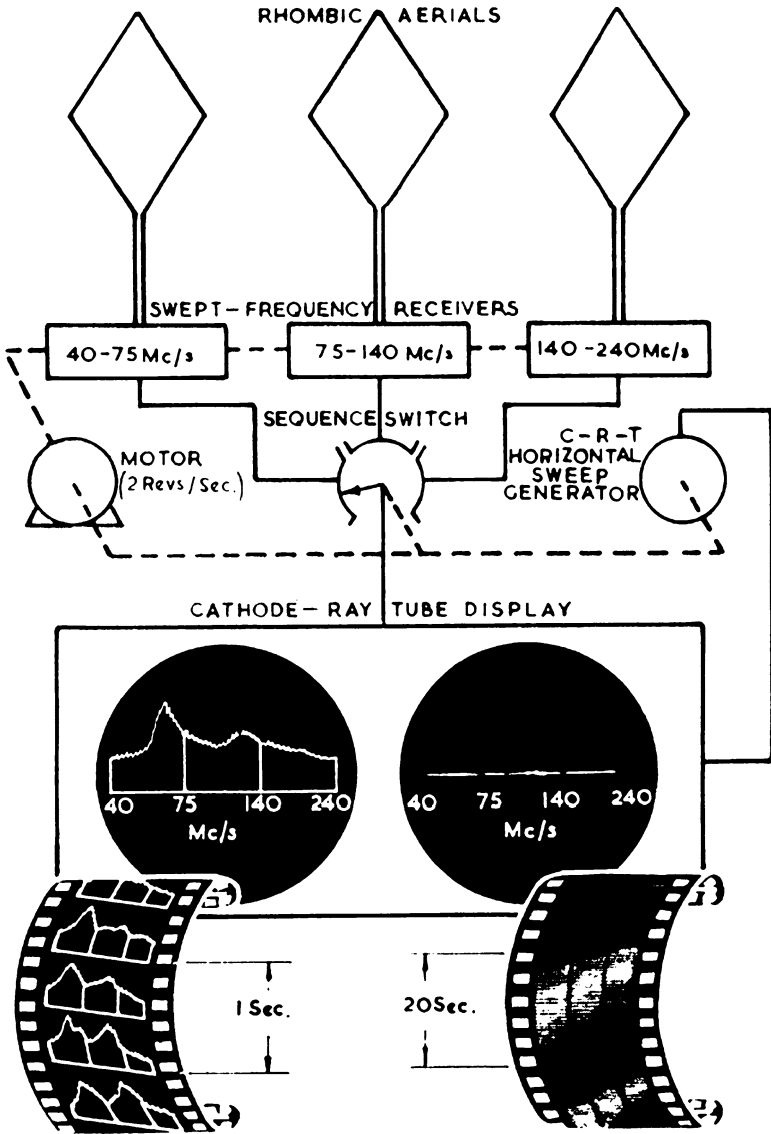 RHOMBIC AERIALS
SWEPT-FREQUENCY RECEIVERS
40-75 Mc/s
75-140 Mc/s
140-240 Mc/s
SEQUENCE SWITCH
MOTOR
(2 Revs/Sec.)
C-R-T
HORIZONTAL
SWEEP
GENERATOR
CATHODE-RAY TUBE DISPLAY
40 75 140 240
Mc/s
40 75 140 240
Mc/s
1 Sec.
20 Sec.